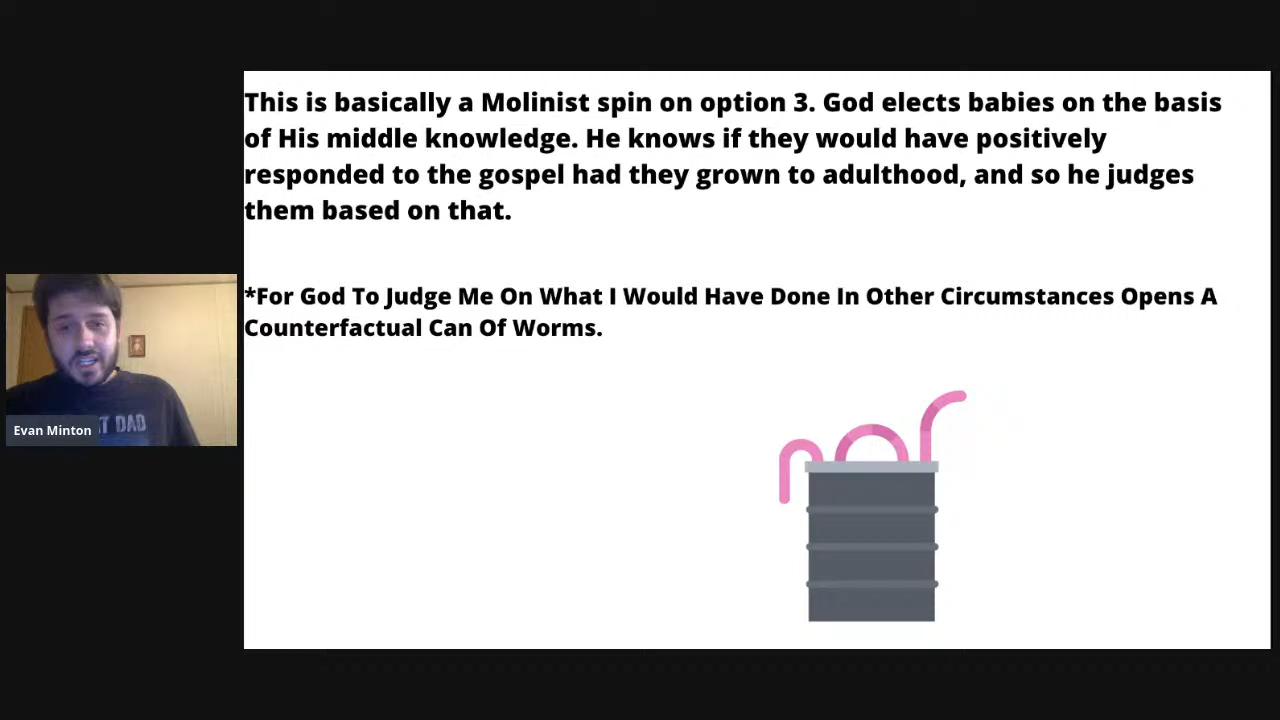 This is basically a Molinist spin on option 3. God elects babies on the basis
of His middle knowledge. He knows if they would have positively
responded to the gospel had they grown to adulthood, and so he judges
them based on that.
*For God To Judge Me On What I Would Have Done In Other Circumstances Opens A
Counterfactual Can Of Worms.
DAD
Evan Minton